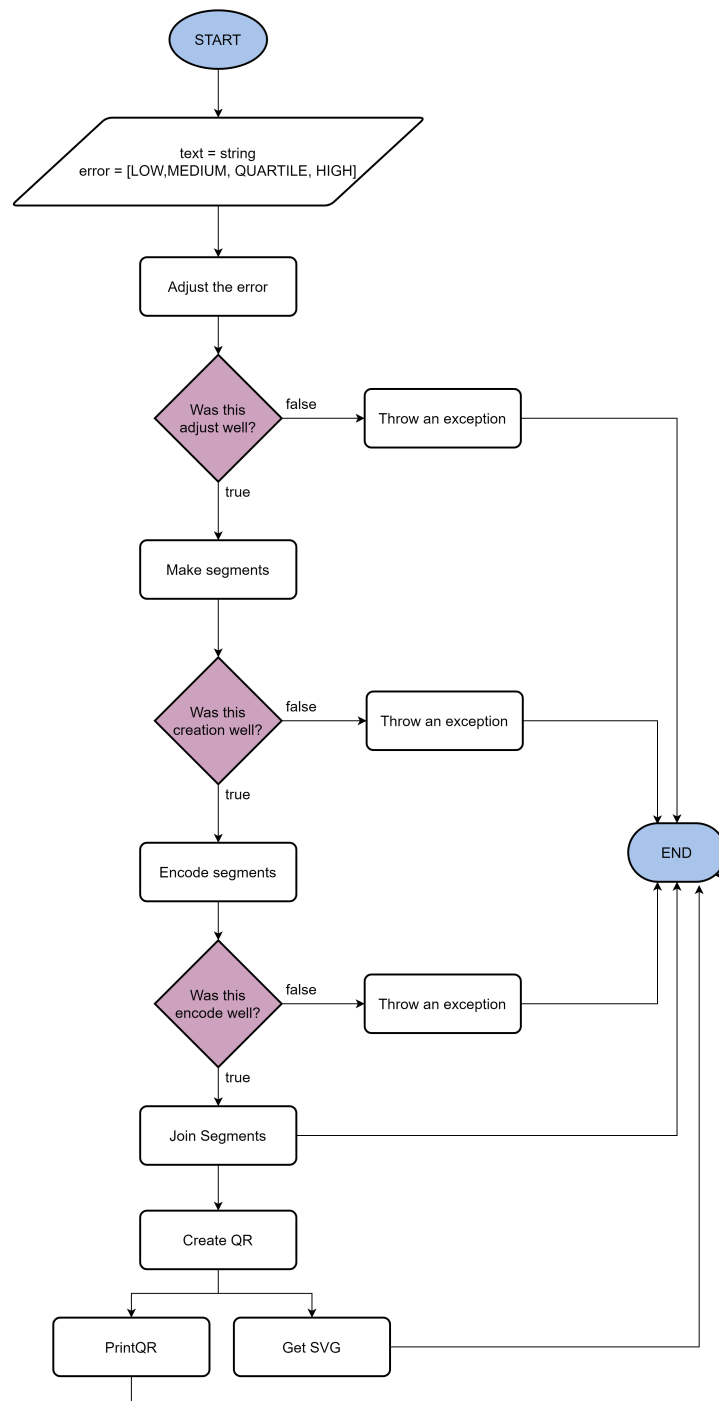 START
text = string
error = [LOW,MEDIUM, QUARTILE, HIGH]
Adjust the error
Was this
adjust well?
false
Throw an exception
true
Make segments
Was this
creation well?
false
Throw an exception
true
END
Encode segments
Was this
encode well?
false
Throw an exception
true
Join Segments
Create QR
PrintQR
Get SVG